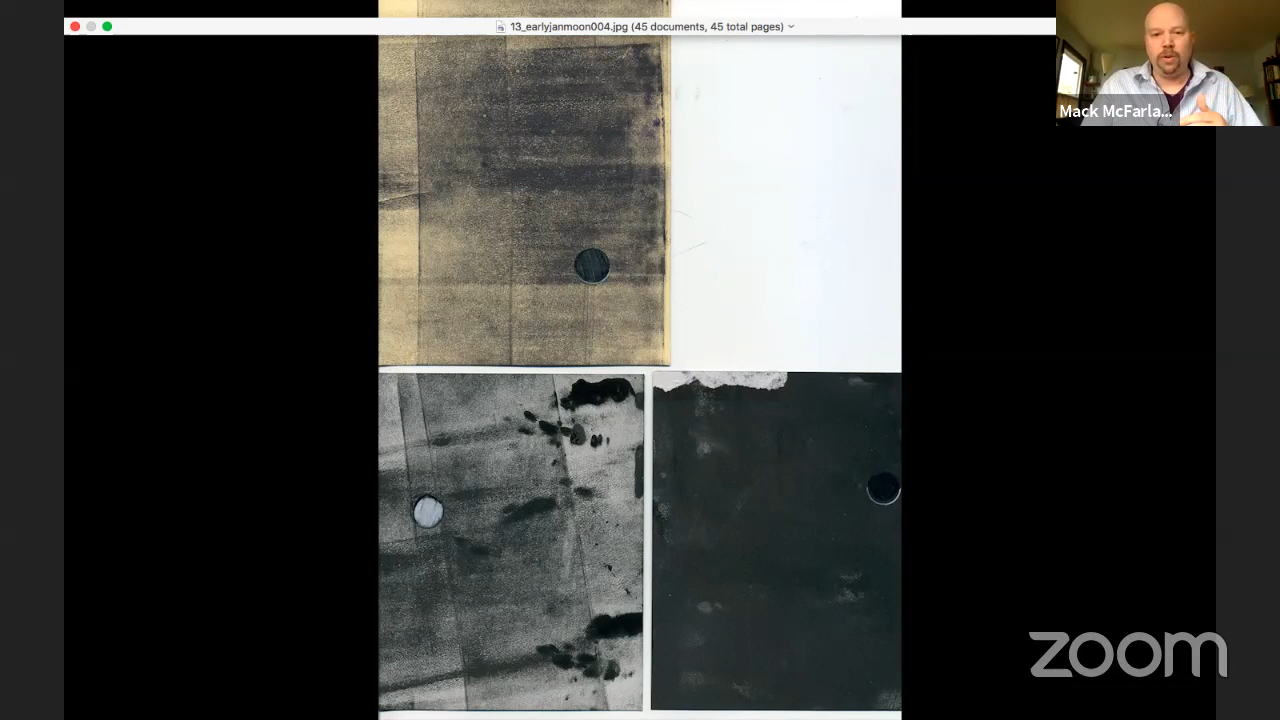 13_earlyjanmoon004.jpg (45 documents, 45 total pages)
Mack McFarla...
zoom